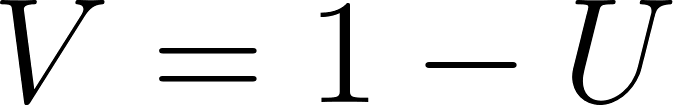 V = 1 − U